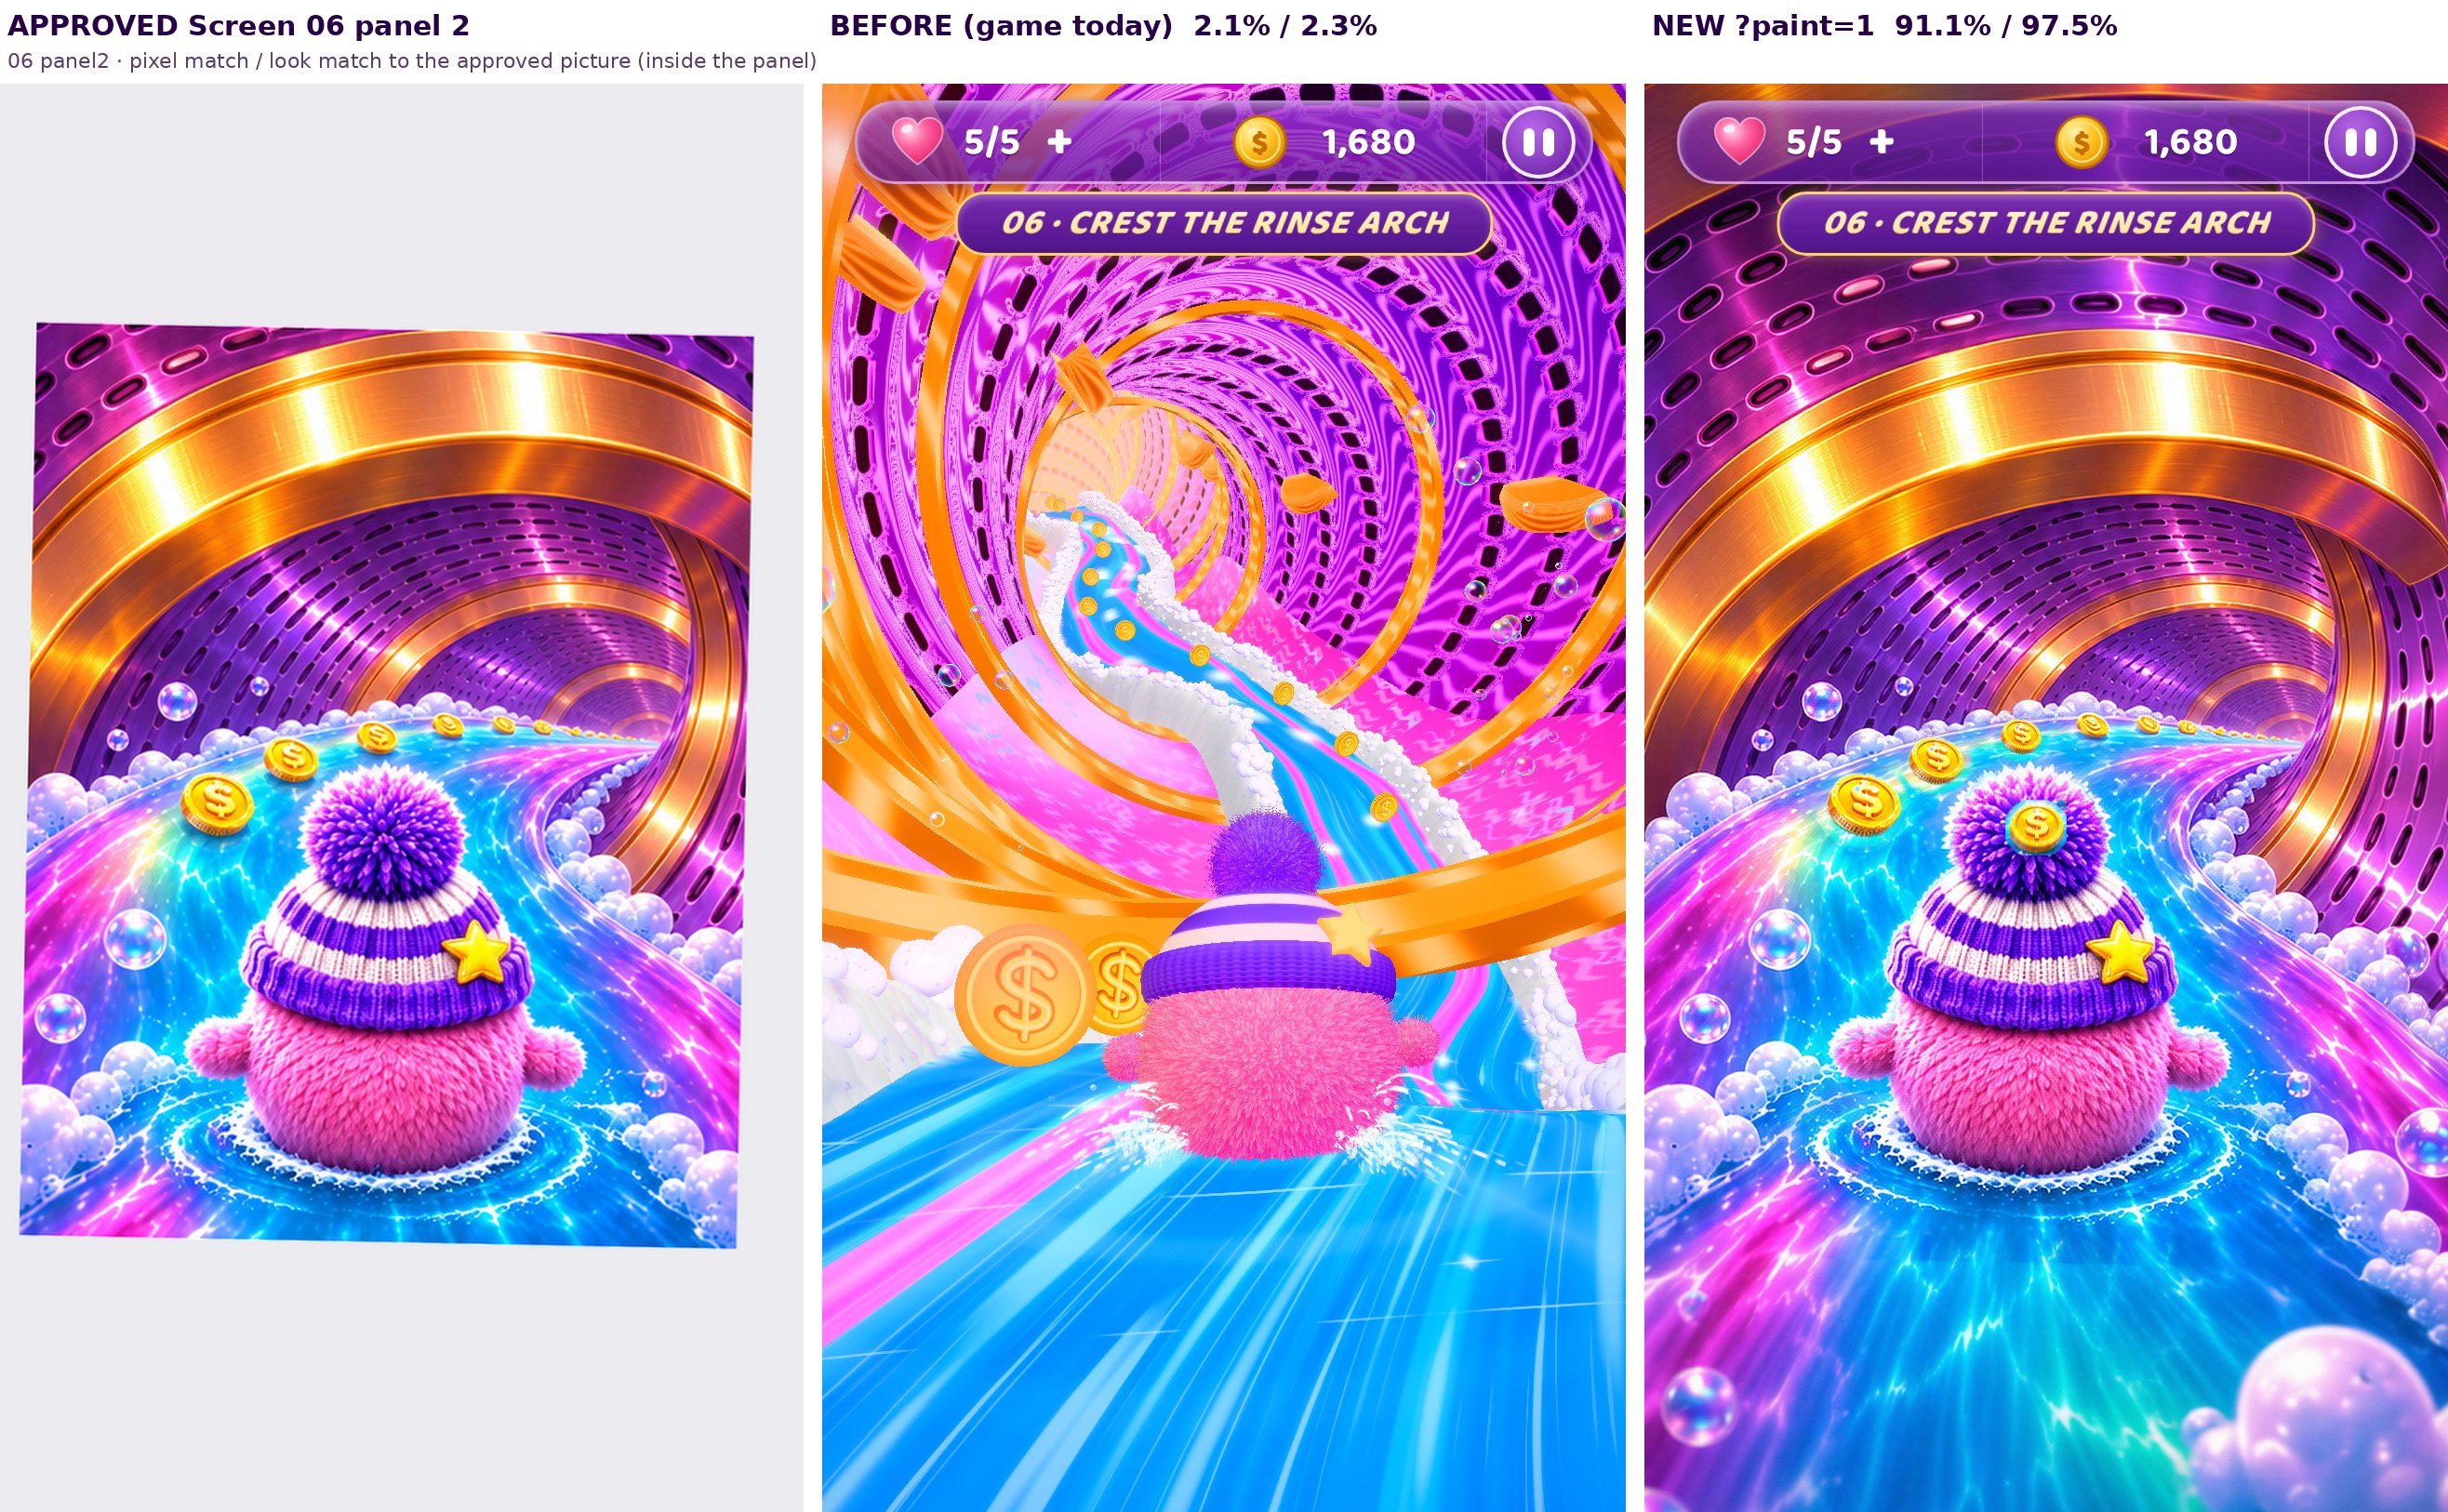 APPROVED Screen 06 panel 2
06 panel2 · pixel match / look match to the approved picture (inside the panel)
BEFORE (game today) 2.1% / 2.3%
5/5 + $ 1,680
06 · CREST THE RINSE ARCH
NEW ?paint=1 91.1% / 97.5%
5/5 + $ 1,680
06 · CREST THE RINSE ARCH